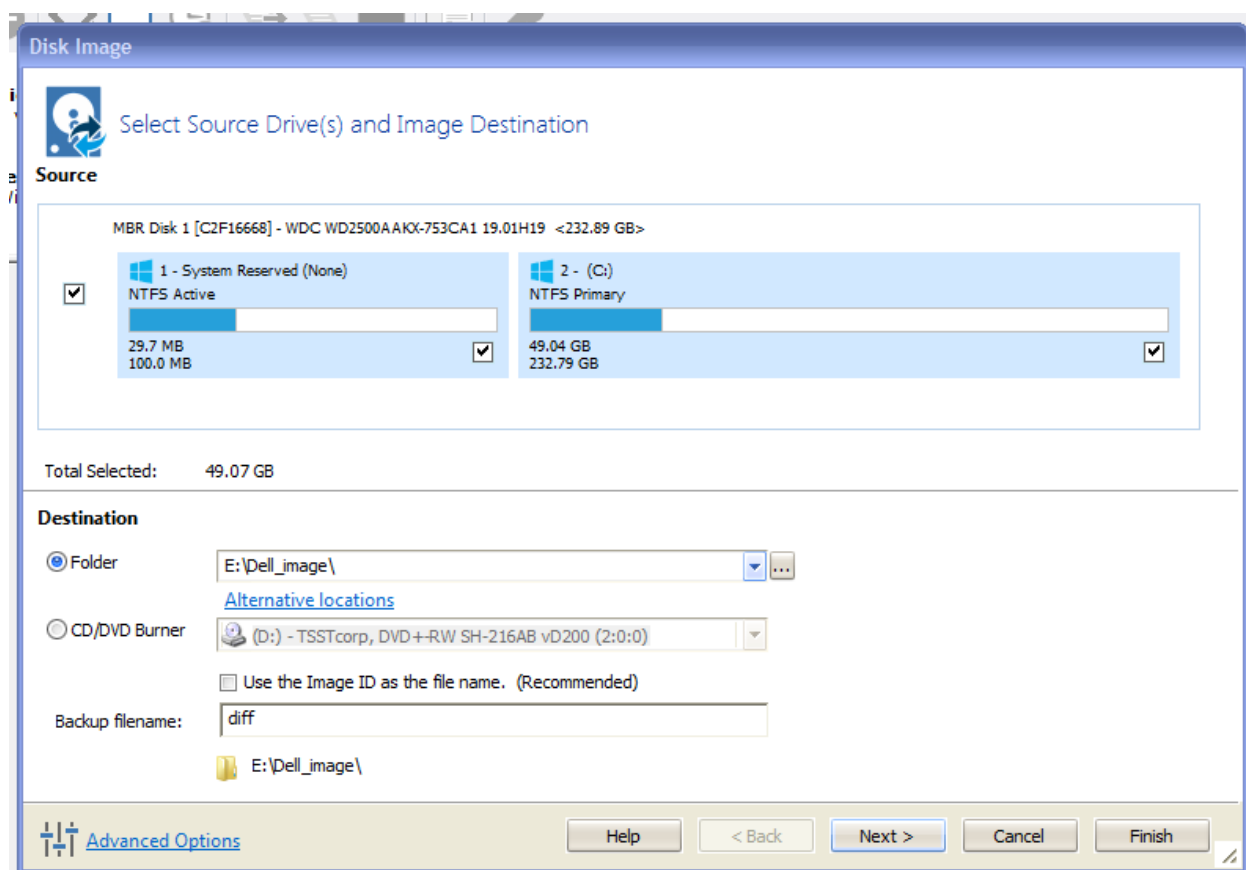 Disk Image
Select Source Drive(s) and Image Destination
Source
MBR Disk 1 [C2F16668] - WDC WD2500AAKX-753CA1 19.01H19  <232.89 GB>
1 - System Reserved (None)
NTFS Active
29.7 MB
100.0 MB
2 -  (C:)
NTFS Primary
49.04 GB
232.79 GB
Total Selected: 49.07 GB
Destination
Folder
E:\Dell_image\
...
Alternative locations
CD/DVD Burner
(D:) - TSSTcorp, DVD+-RW SH-216AB vD200 (2:0:0)
Use the Image ID as the file name.  (Recommended)
Backup filename:
diff
E:\Dell_image\
Advanced Options
Help
< Back
Next >
Cancel
Finish